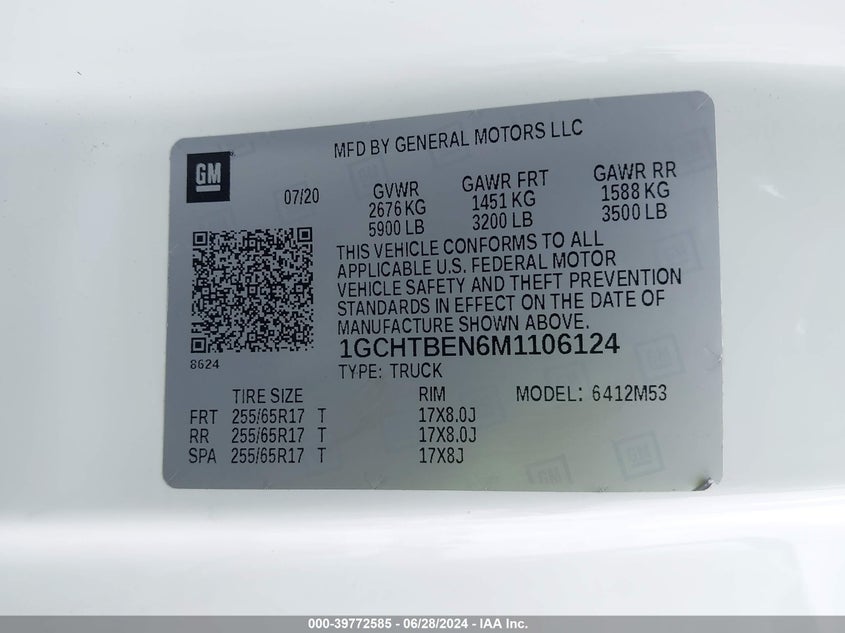 MFD BY GENERAL MOTORS LLC
GM
07/20
GVWR GAWR FRT GAWR RR
2676 KG 1451 KG 1588 KG
5900 LB 3200 LB 3500 LB
THIS VEHICLE CONFORMS TO ALL
APPLICABLE U.S. FEDERAL MOTOR
VEHICLE SAFETY AND THEFT PREVENTION
STANDARDS IN EFFECT ON THE DATE OF
MANUFACTURE SHOWN ABOVE.
1GCHTBEN6M1106124
8624
TYPE: TRUCK
TIRE SIZE RIM MODEL: 6412M53
FRT 255/65R17 T 17X8.0J
RR 255/65R17 T 17X8.0J
SPA 255/65R17 T 17X8J
000-39772585 - 06/28/2024 - IAA Inc.